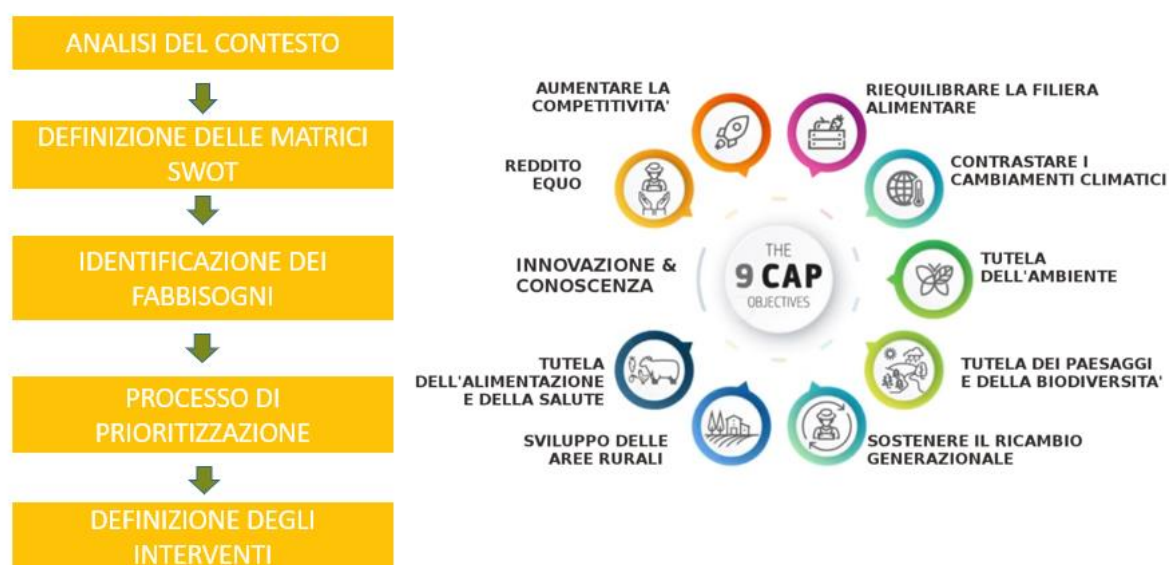 ANALISI DEL CONTESTO
DEFINIZIONE DELLE MATRICI
SWOT
IDENTIFICAZIONE DEI
FABBISOGNI
PROCESSO DI
PRIORITIZZAZIONE
DEFINIZIONE DEGLI
INTERVENTI
AUMENTARE LA
COMPETITIVITA'
RIEQUILIBRARE LA FILIERA
ALIMENTARE
REDDITO
EQUO
CONTRASTARE I
CAMBIAMENTI CLIMATICI
INNOVAZIONE &
CONOSCENZA
THE
9 CAP
OBJECTIVES
TUTELA
DELL'AMBIENTE
TUTELA
DELL'ALIMENTAZIONE
E DELLA SALUTE
TUTELA DEI PAESAGGI
E DELLA BIODIVERSITA'
SVILUPPO DELLE
AREE RURALI
SOSTENERE IL RICAMBIO
GENERAZIONALE